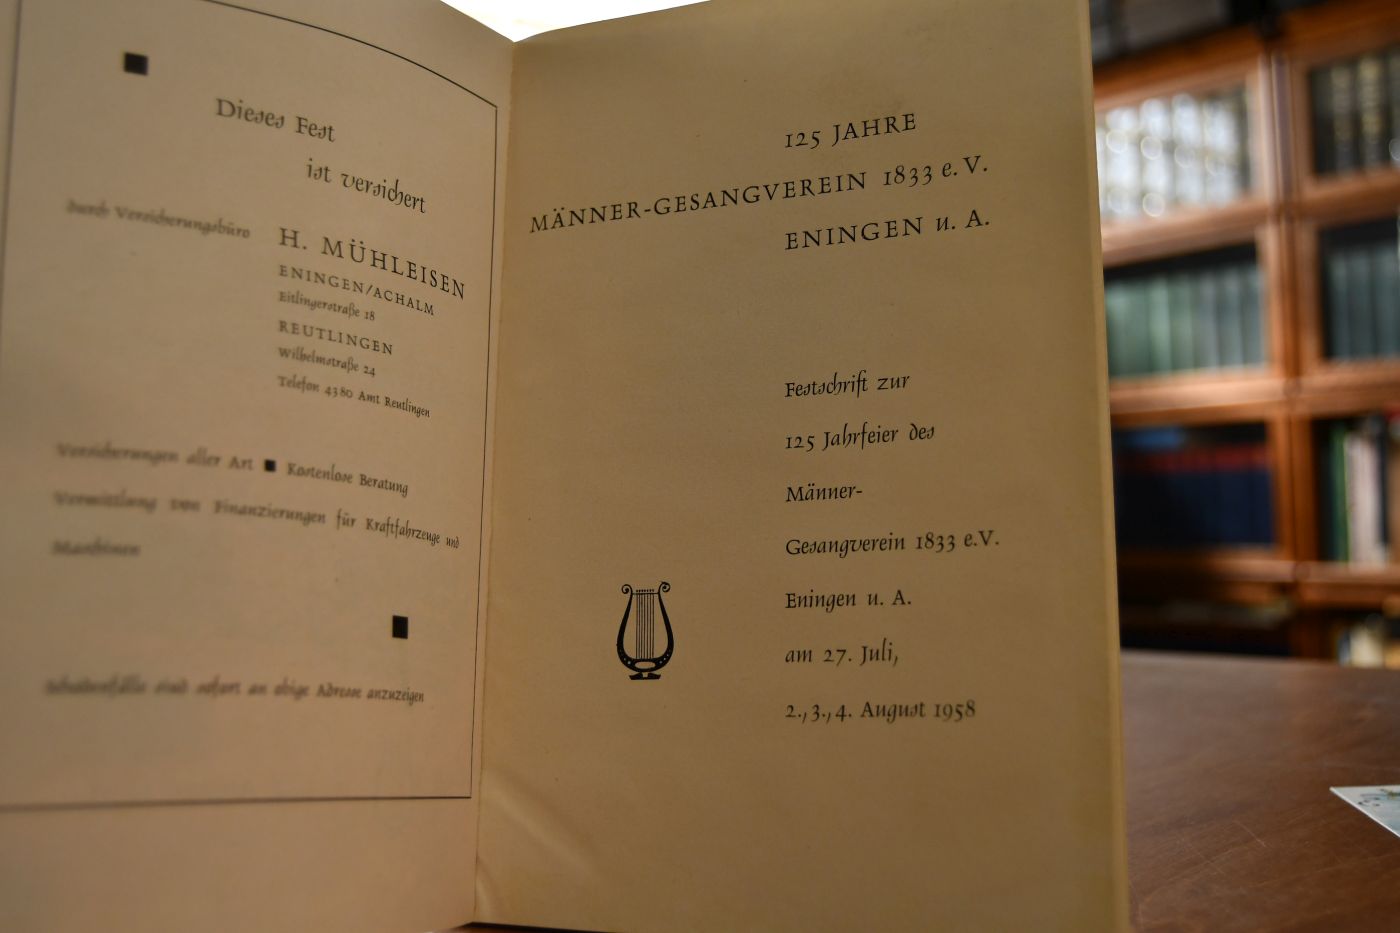 Dieses Fest
ist versichert
durch Versicherungsbüro H. MÜHLEISEN
ENINGEN/ACHALM
Eitlingerstraße 18
REUTLINGEN
Wilhelmstraße 24
Telefon 4380 Amt Reutlingen
Versicherungen aller Art ■ Kostenlose Beratung
Vermittlung von Finanzierungen für Kraftfahrzeuge und
Maschinen
Schadenfälle sind sofort an obige Adresse anzuzeigen
125 JAHRE
MÄNNER-GESANGVEREIN 1833 e.V.
ENINGEN u. A.
Festschrift zur
125 Jahrfeier des
Männer-
Gesangverein 1833 e.V.
Eningen u. A.
am 27. Juli,
2., 3., 4. August 1958